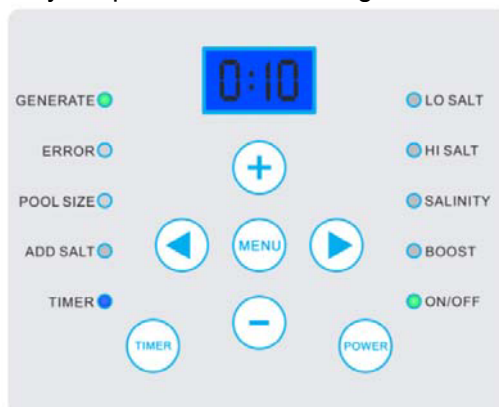 0:10
GENERATE
LO SALT
ERROR
HI SALT
+
POOL SIZE
SALINITY
MENU
ADD SALT
BOOST
TIMER
ON/OFF
−
TIMER
POWER